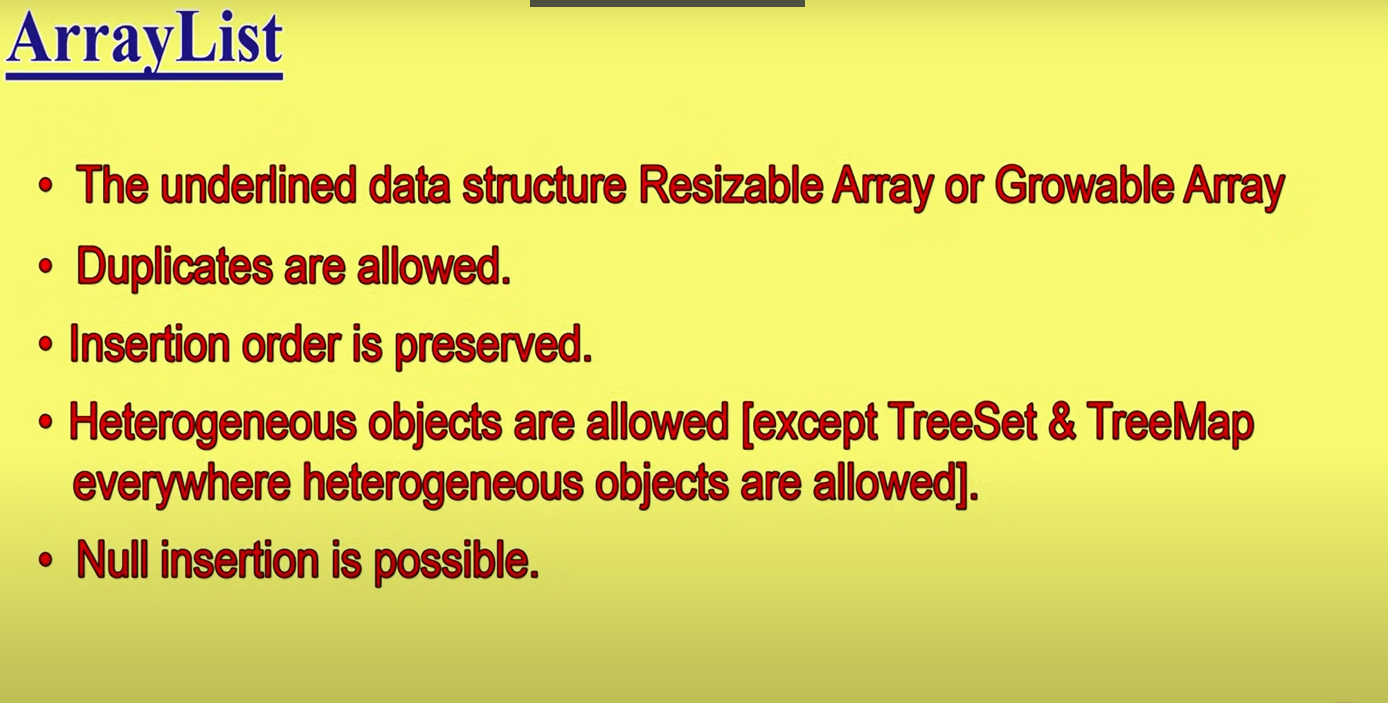 ArrayList
• The underlined data structure Resizable Array or Growable Array
• Duplicates are allowed.
• Insertion order is preserved.
• Heterogeneous objects are allowed [except TreeSet & TreeMap
everywhere heterogeneous objects are allowed].
• Null insertion is possible.